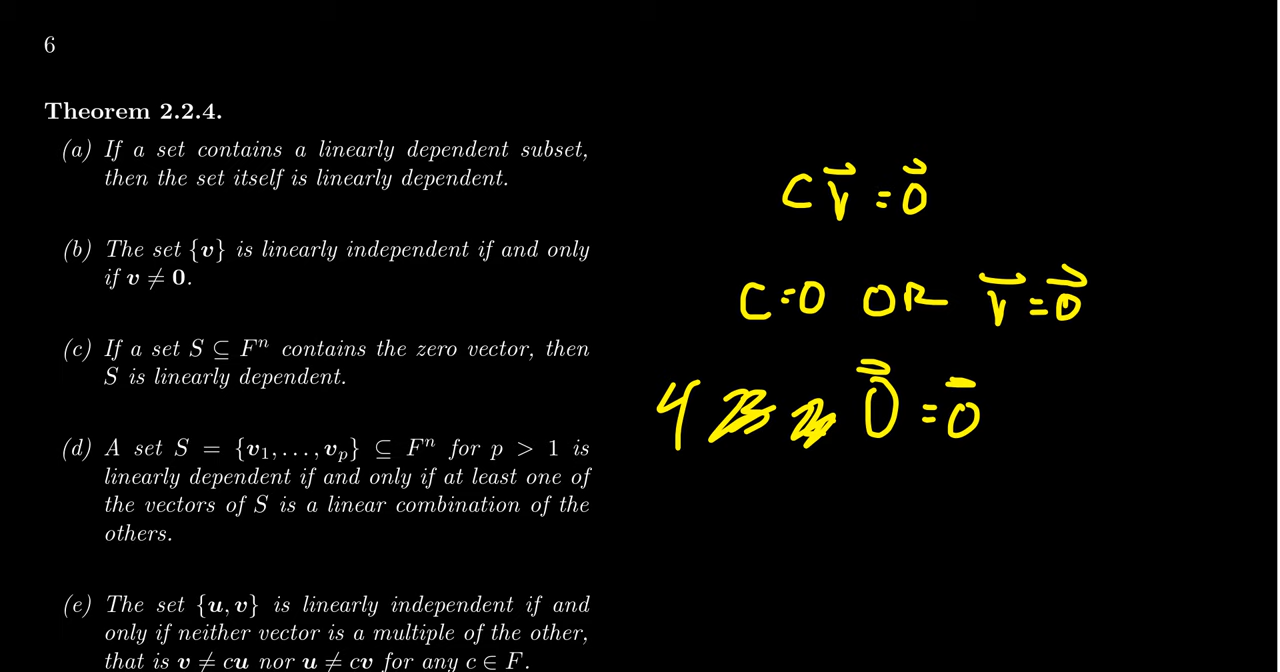 6
Theorem 2.2.4.
(a) If a set contains a linearly dependent subset,
then the set itself is linearly dependent.
(b) The set {v} is linearly independent if and only
if v ≠ 0.
(c) If a set S ⊆ Fⁿ contains the zero vector, then
S is linearly dependent.
(d) A set S = {v₁, . . . , vₚ} ⊆ Fⁿ for p > 1 is
linearly dependent if and only if at least one of
the vectors of S is a linear combination of the
others.
(e) The set {u, v} is linearly independent if and
only if neither vector is a multiple of the other,
that is v ≠ cu nor u ≠ cv for any c ∈ F.
c v⃗ = 0⃗
c = 0 OR v⃗ = 0⃗
4 0⃗ = 0⃗